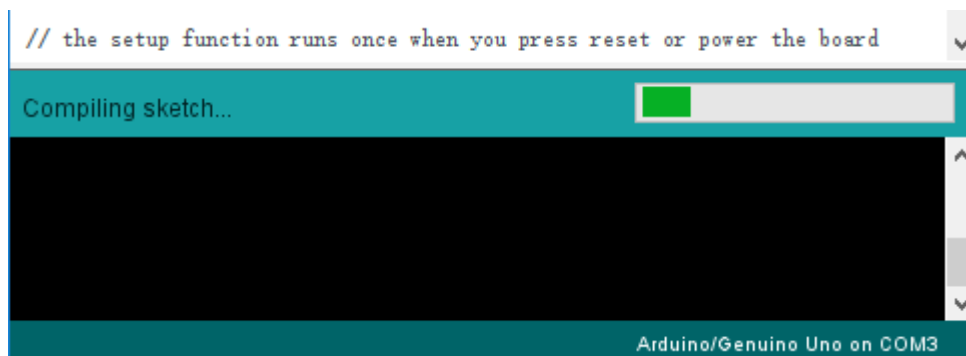 // the setup function runs once when you press reset or power the board
Compiling sketch...
Arduino/Genuino Uno on COM3